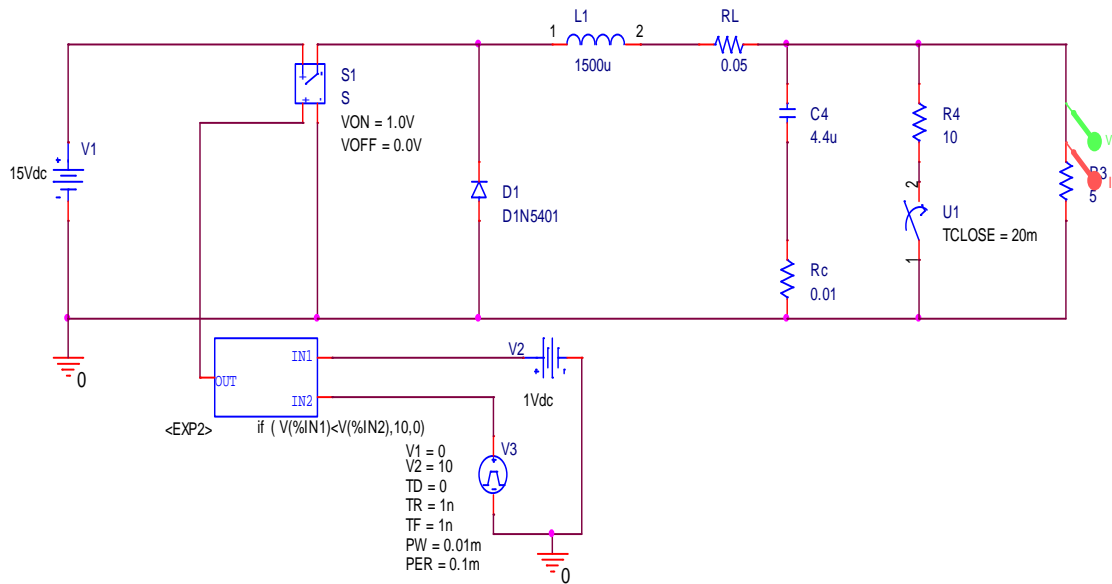 L1
1
2
1500u
RL
0.05
S1
S
VON = 1.0V
VOFF = 0.0V
V1
15Vdc
D1
D1N5401
C4
4.4u
Rc
0.01
R4
10
2
U1
TCLOSE = 20m
1
V
I
5
0
OUT
IN1
IN2
V2
1Vdc
<EXP2>
if ( V(%IN1)<V(%IN2),10,0)
V3
V1 = 0
V2 = 10
TD = 0
TR = 1n
TF = 1n
PW = 0.01m
PER = 0.1m
0